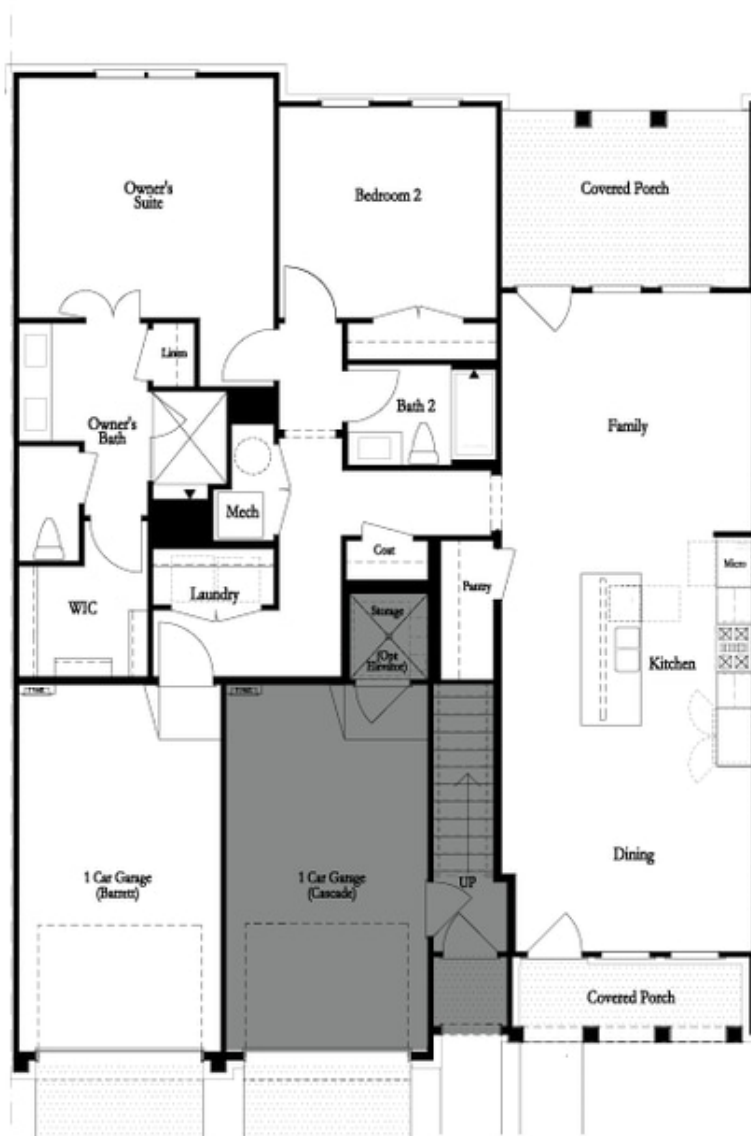 Owner's
Suite
Bedroom 2
Covered Porch
Linen
Owner's
Bath
Bath 2
Family
Mech
Coat
Micro
Laundry
WIC
Pantry
Storage
(Opt
Elevator)
Kitchen
Dining
1 Car Garage
(Barrett)
1 Car Garage
(Cascade)
UP
Covered Porch